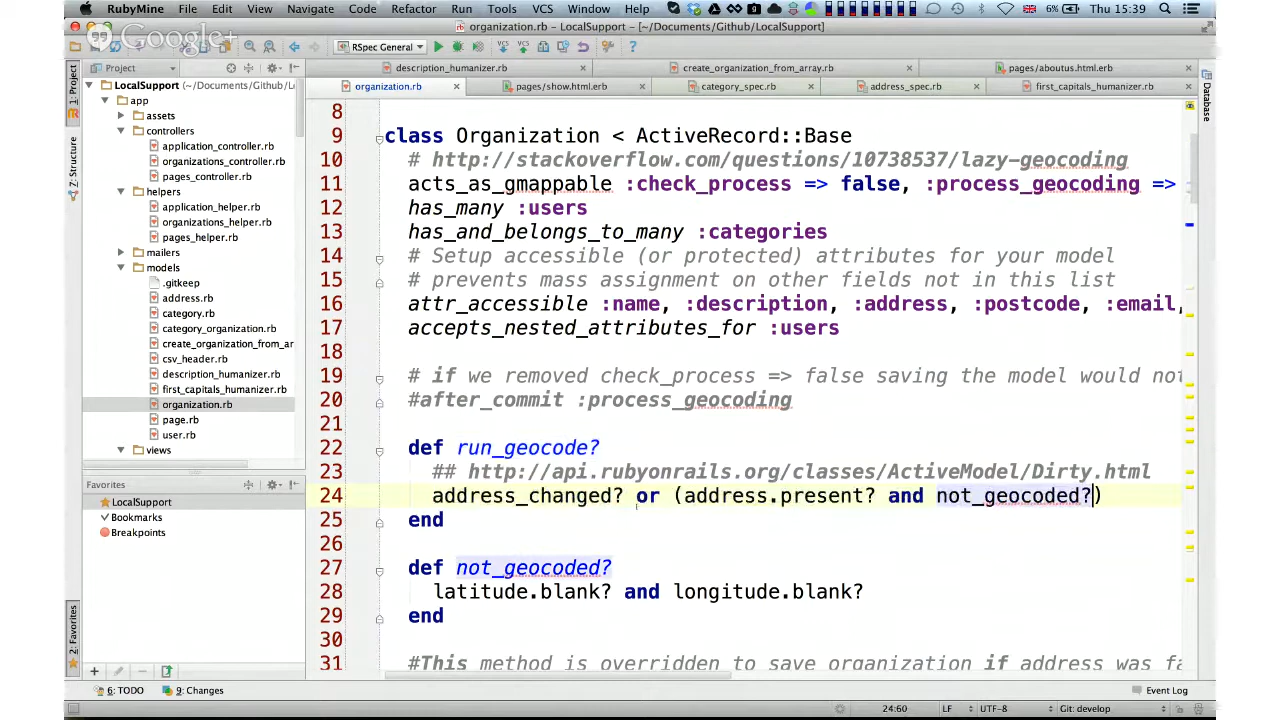 RubyMine File Edit View Navigate Code Refactor Run Tools VCS Window Help 6% Thu 15:39
organization.rb - LocalSupport - [~/Documents/Github/LocalSupport]
Google+
RSpec General
Project
description_humanizer.rb create_organization_from_array.rb pages/aboutus.html.erb
LocalSupport (~/Documents/Github/L
organization.rb pages/show.html.erb category_spec.rb address_spec.rb first_capitals_humanizer.erb
1: Project
7: Structure
2: Favorites
Database
app
assets
controllers
application_controller.rb
organizations_controller.rb
pages_controller.rb
helpers
application_helper.rb
organizations_helper.rb
pages_helper.rb
mailers
models
.gitkeep
address.rb
category.rb
category_organization.rb
create_organization_from_ar
csv_header.rb
description_humanizer.rb
first_capitals_humanizer.rb
organization.rb
page.rb
user.rb
views
Favorites
LocalSupport
Bookmarks
Breakpoints
8
9 class Organization < ActiveRecord::Base
10 # http://stackoverflow.com/questions/10738537/lazy-geocoding
11 acts_as_gmappable :check_process => false, :process_geocoding =>
12 has_many :users
13 has_and_belongs_to_many :categories
14 # Setup accessible (or protected) attributes for your model
15 # prevents mass assignment on other fields not in this list
16 attr_accessible :name, :description, :address, :postcode, :email,
17 accepts_nested_attributes_for :users
18
19 # if we removed check_process => false saving the model would not
20 #after_commit :process_geocoding
21
22 def run_geocode?
23 ## http://api.rubyonrails.org/classes/ActiveModel/Dirty.html
24 address_changed? or (address.present? and not_geocoded?)
25 end
26
27 def not_geocoded?
28 latitude.blank? and longitude.blank?
29 end
30
31 #This method is overridden to save organization if address was fa
6: TODO 9: Changes Event Log
24:60 LF UTF-8 Git: develop